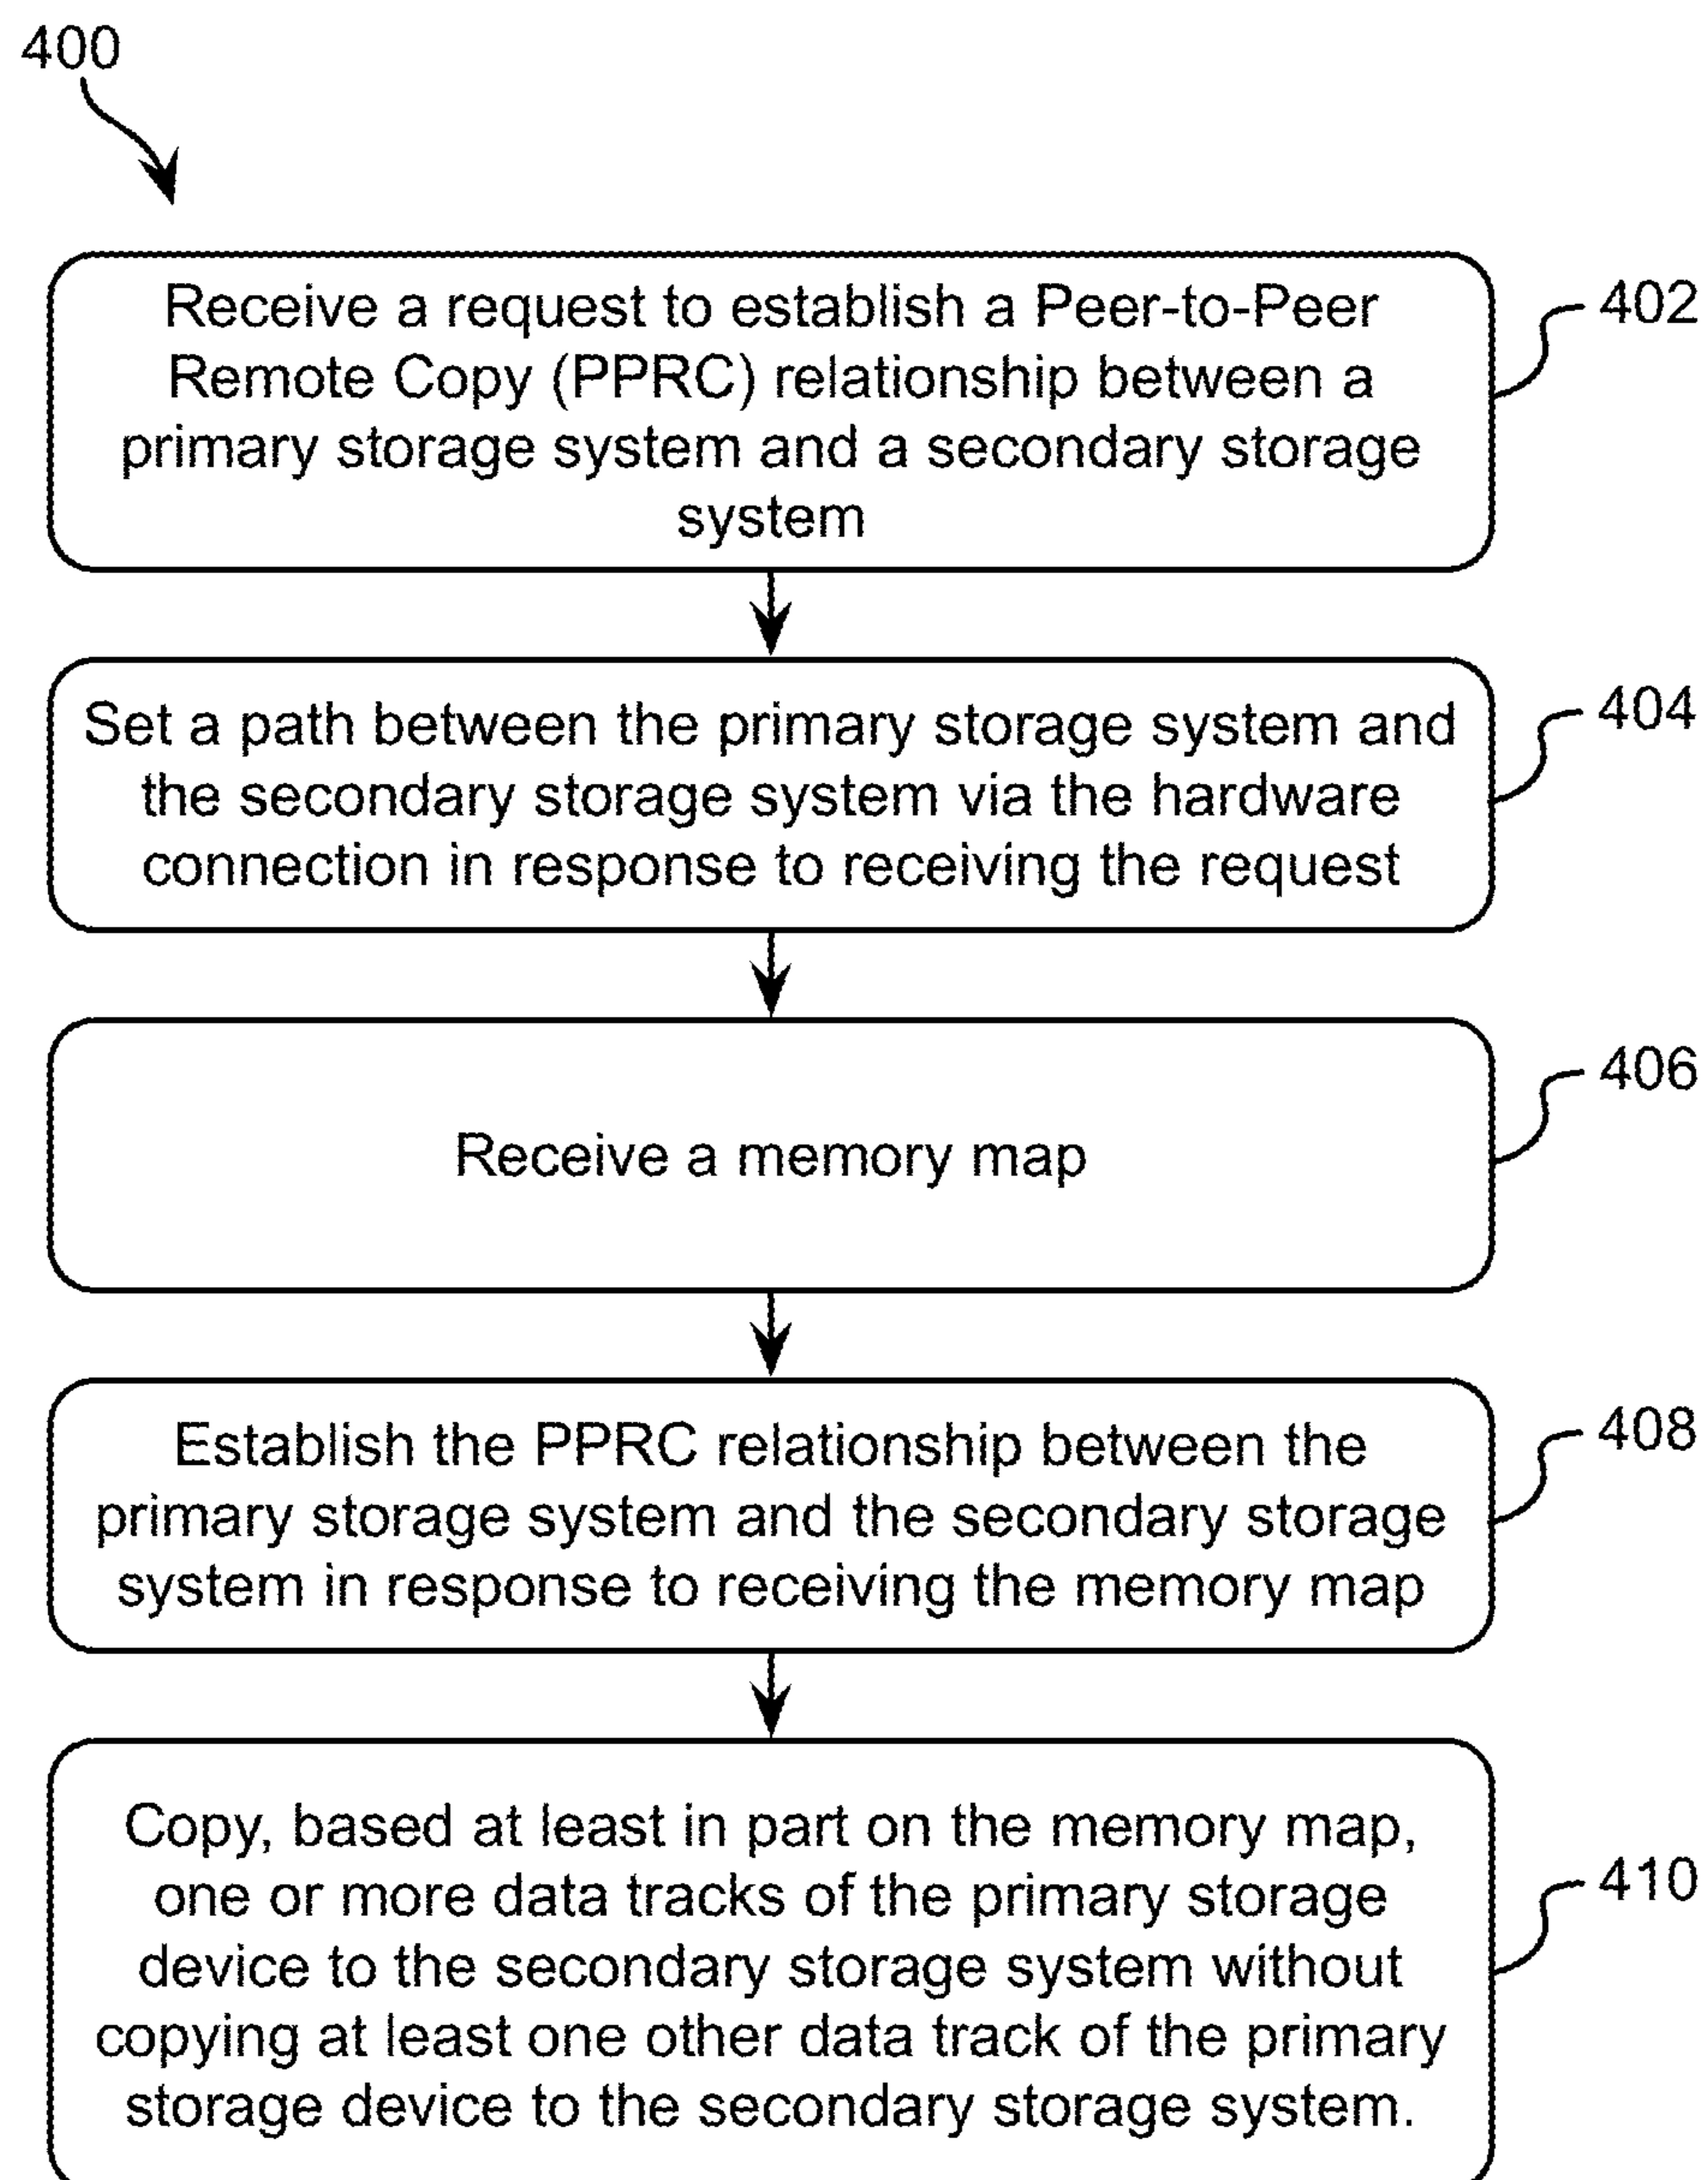 400
Receive a request to establish a Peer-to-Peer
Remote Copy (PPRC) relationship between a
primary storage system and a secondary storage
system
402
Set a path between the primary storage system and
the secondary storage system via the hardware
connection in response to receiving the request
404
Receive a memory map
406
Establish the PPRC relationship between the
primary storage system and the secondary storage
system in response to receiving the memory map
408
Copy, based at least in part on the memory map,
one or more data tracks of the primary storage
device to the secondary storage system without
copying at least one other data track of the primary
storage device to the secondary storage system.
410